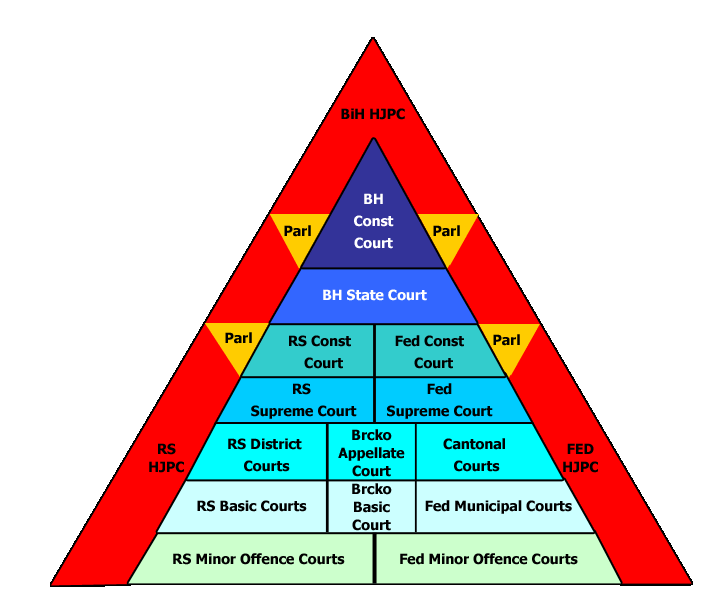 BiH HJPC
BH
Const
Court
Parl
Parl
BH State Court
Parl
Parl
RS Const
Court
Fed Const
Court
RS
Supreme Court
Fed
Supreme Court
RS
HJPC
RS District
Courts
Brcko
Appellate
Court
Cantonal
Courts
FED
HJPC
RS Basic Courts
Brcko
Basic
Court
Fed Municipal Courts
RS Minor Offence Courts
Fed Minor Offence Courts